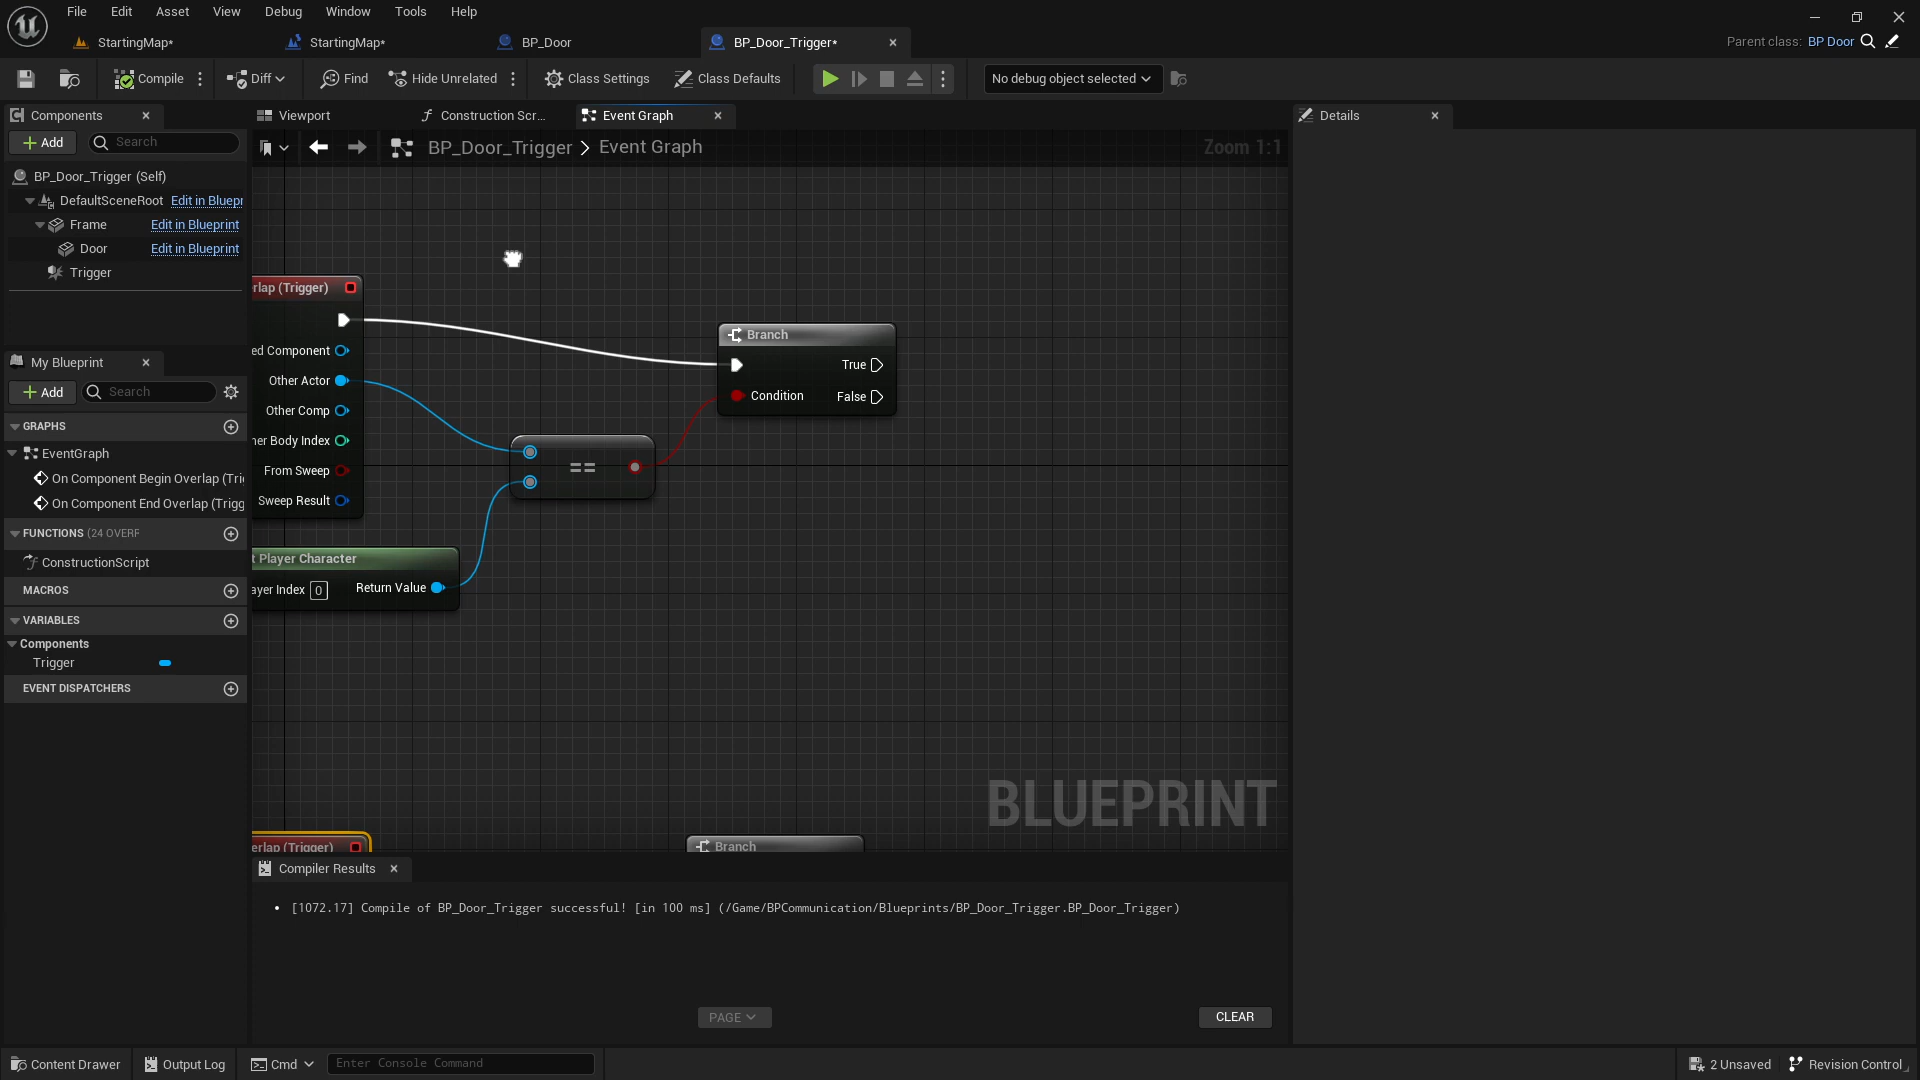 File Edit Asset View Debug Window Tools Help
StartingMap* StartingMap* BP_Door BP_Door_Trigger*
Parent class: BP Door
Compile Diff Find Hide Unrelated Class Settings Class Defaults No debug object selected
Components
Viewport Construction Scr... Event Graph
Details
Add Search
BP_Door_Trigger > Event Graph
Zoom 1:1
BP_Door_Trigger (Self)
DefaultSceneRoot Edit in Bluepr
Frame Edit in Blueprint
Door Edit in Blueprint
Trigger
rlap (Trigger)
ed Component
Other Actor
Other Comp
er Body Index
From Sweep
Sweep Result
Branch
True
Condition False
==
Player Character
ayer Index 0 Return Value
My Blueprint
Add Search
GRAPHS
EventGraph
On Component Begin Overlap (Tri
On Component End Overlap (Trigg
FUNCTIONS (24 OVERR
ConstructionScript
MACROS
VARIABLES
Components
Trigger
EVENT DISPATCHERS
BLUEPRINT
erlap (Trigger)
Branch
Compiler Results
• [1072.17] Compile of BP_Door_Trigger successful! [in 100 ms] (/Game/BPCommunication/Blueprints/BP_Door_Trigger.BP_Door_Trigger)
PAGE CLEAR
Content Drawer Output Log Cmd Enter Console Command
2 Unsaved Revision Control